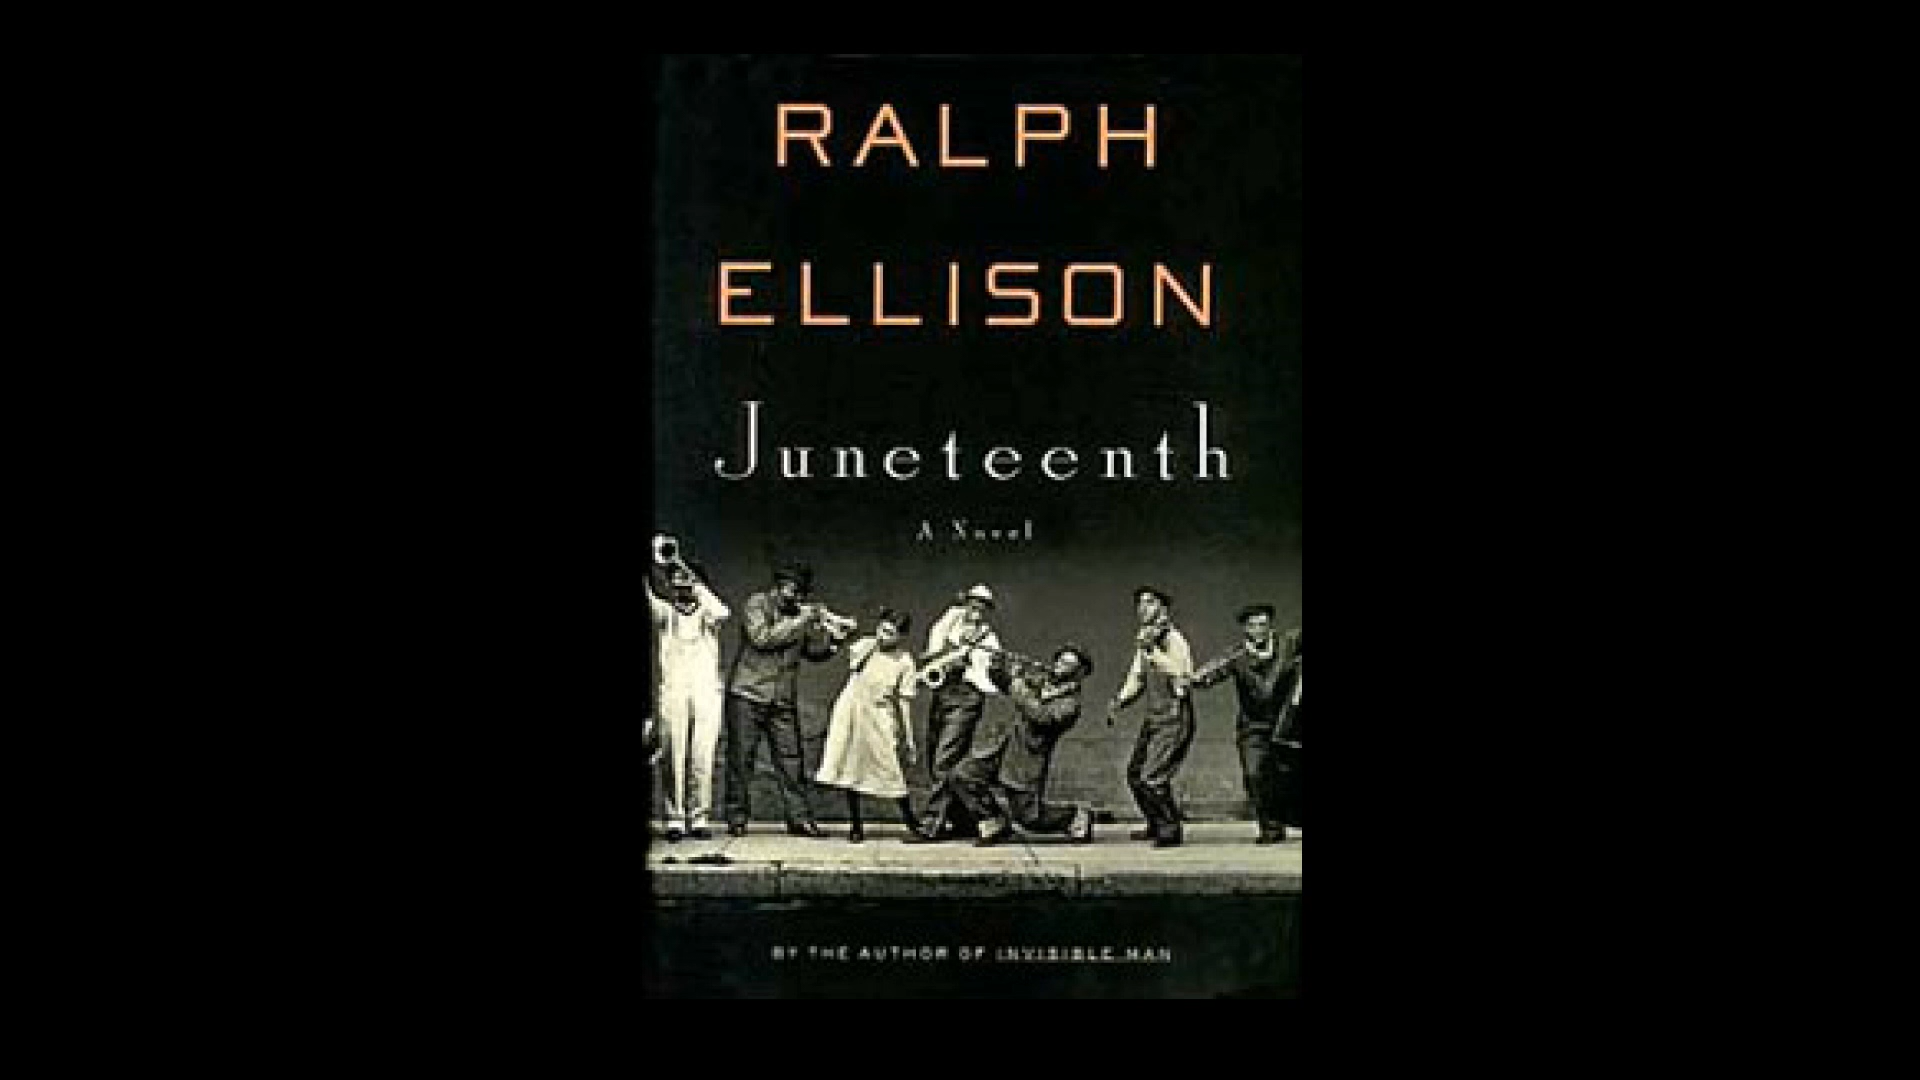 RALPH
ELLISON
Juneteenth
A Novel
BY THE AUTHOR OF INVISIBLE MAN